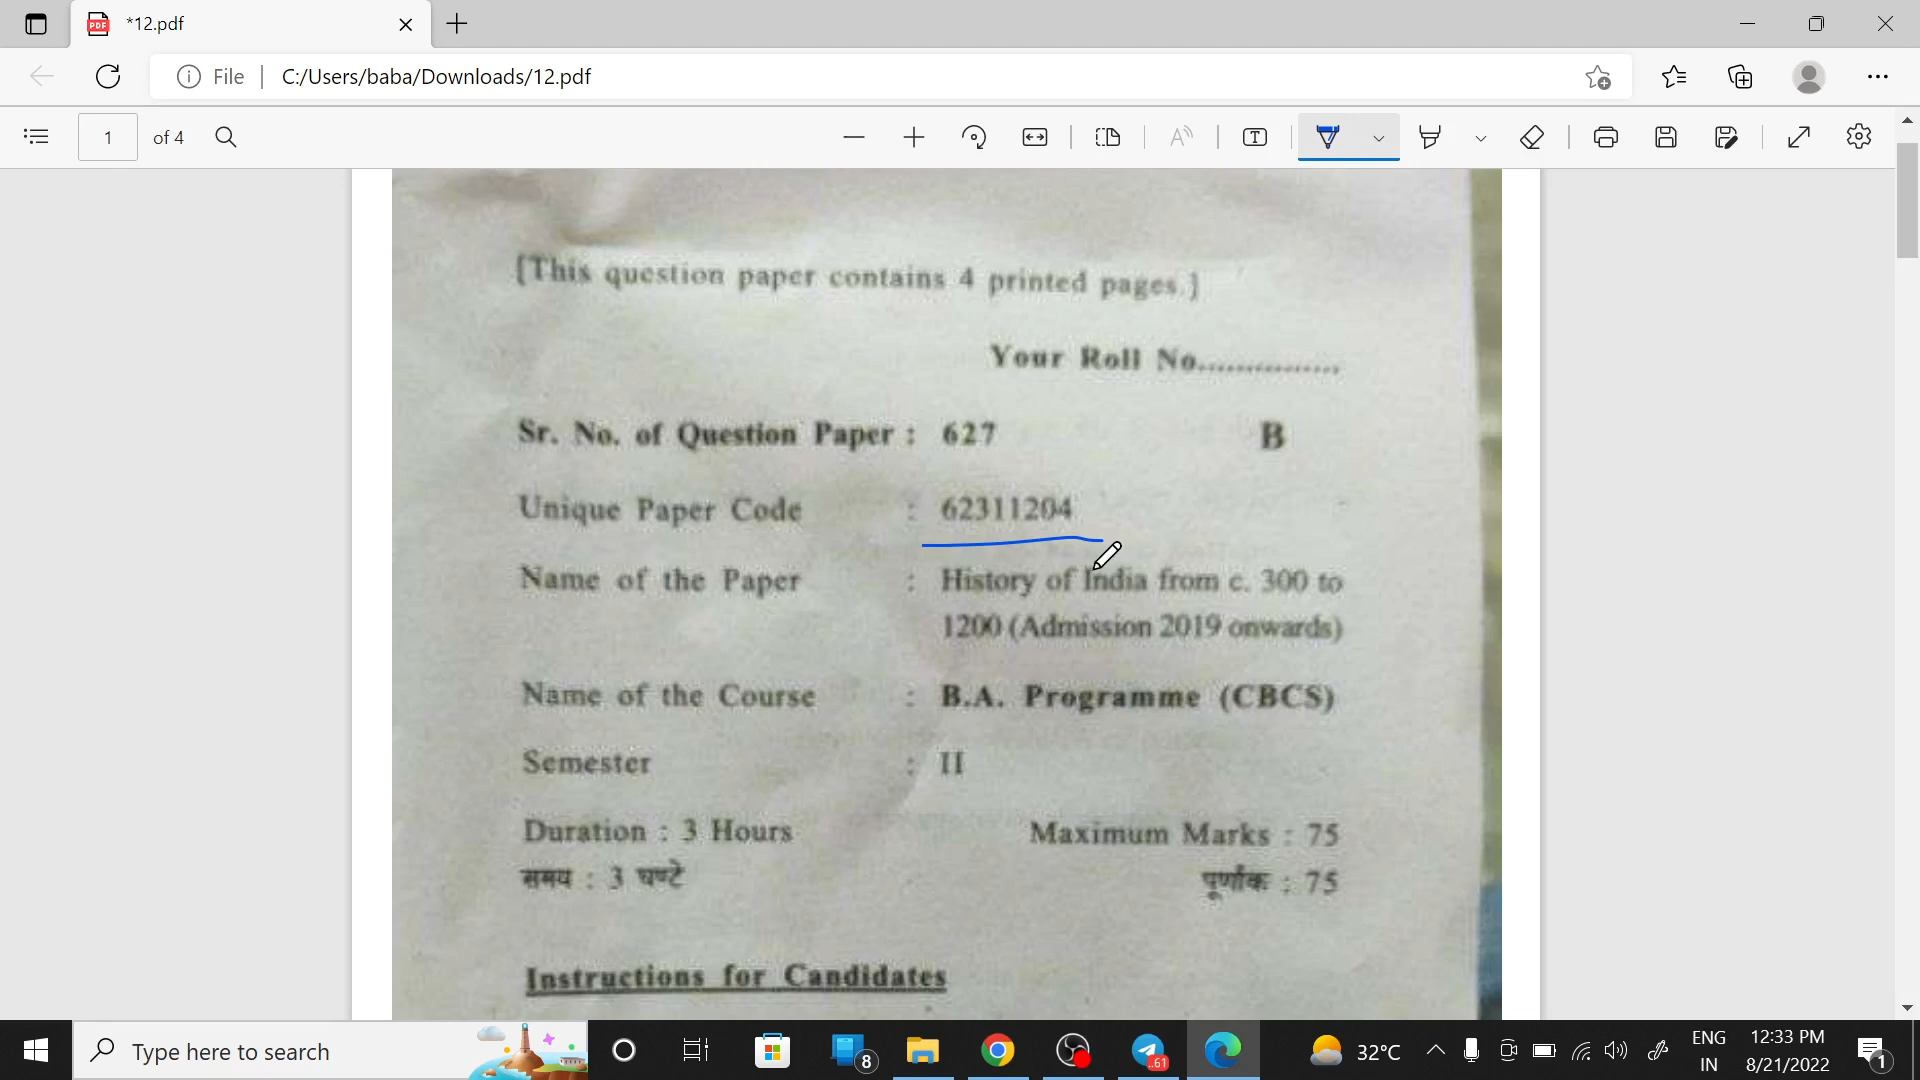 *12.pdf
File
C:/Users/baba/Downloads/12.pdf
1 of 4
[This question paper contains 4 printed pages.]
Your Roll No................
Sr. No. of Question Paper : 627 B
Unique Paper Code : 62311204
Name of the Paper : History of India from c. 300 to
1200 (Admission 2019 onwards)
Name of the Course : B.A. Programme (CBCS)
Semester : II
Duration : 3 Hours Maximum Marks : 75
समय : 3 घण्टे पूर्णांक : 75
Instructions for Candidates
Type here to search
8
..61
32°C
ENG
IN
12:33 PM
8/21/2022
1